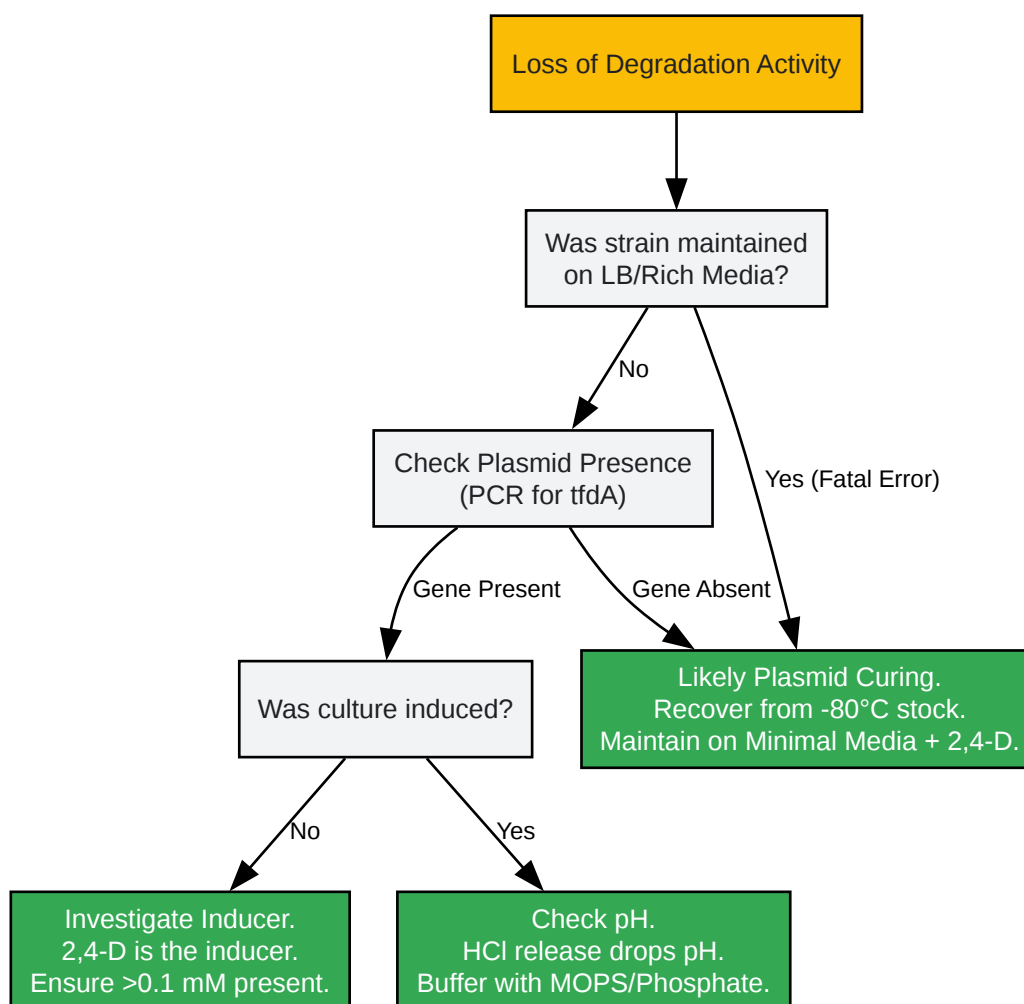 Loss of Degradation Activity
Was strain maintained
on LB/Rich Media?
No
Yes (Fatal Error)
Check Plasmid Presence
(PCR for tfdA)
Gene Present
Gene Absent
Was culture induced?
Likely Plasmid Curing.
Recover from -80°C stock.
Maintain on Minimal Media + 2,4-D.
No
Yes
Investigate Inducer.
2,4-D is the inducer.
Ensure >0.1 mM present.
Check pH.
HCl release drops pH.
Buffer with MOPS/Phosphate.